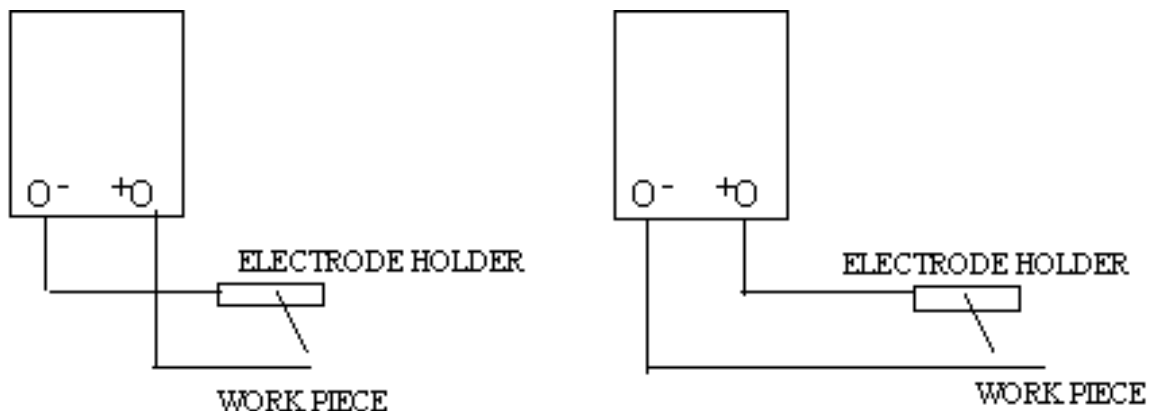 O - +O
ELECTRODE HOLDER
WORK PIECE
O - +O
ELECTRODE HOLDER
WORK PIECE